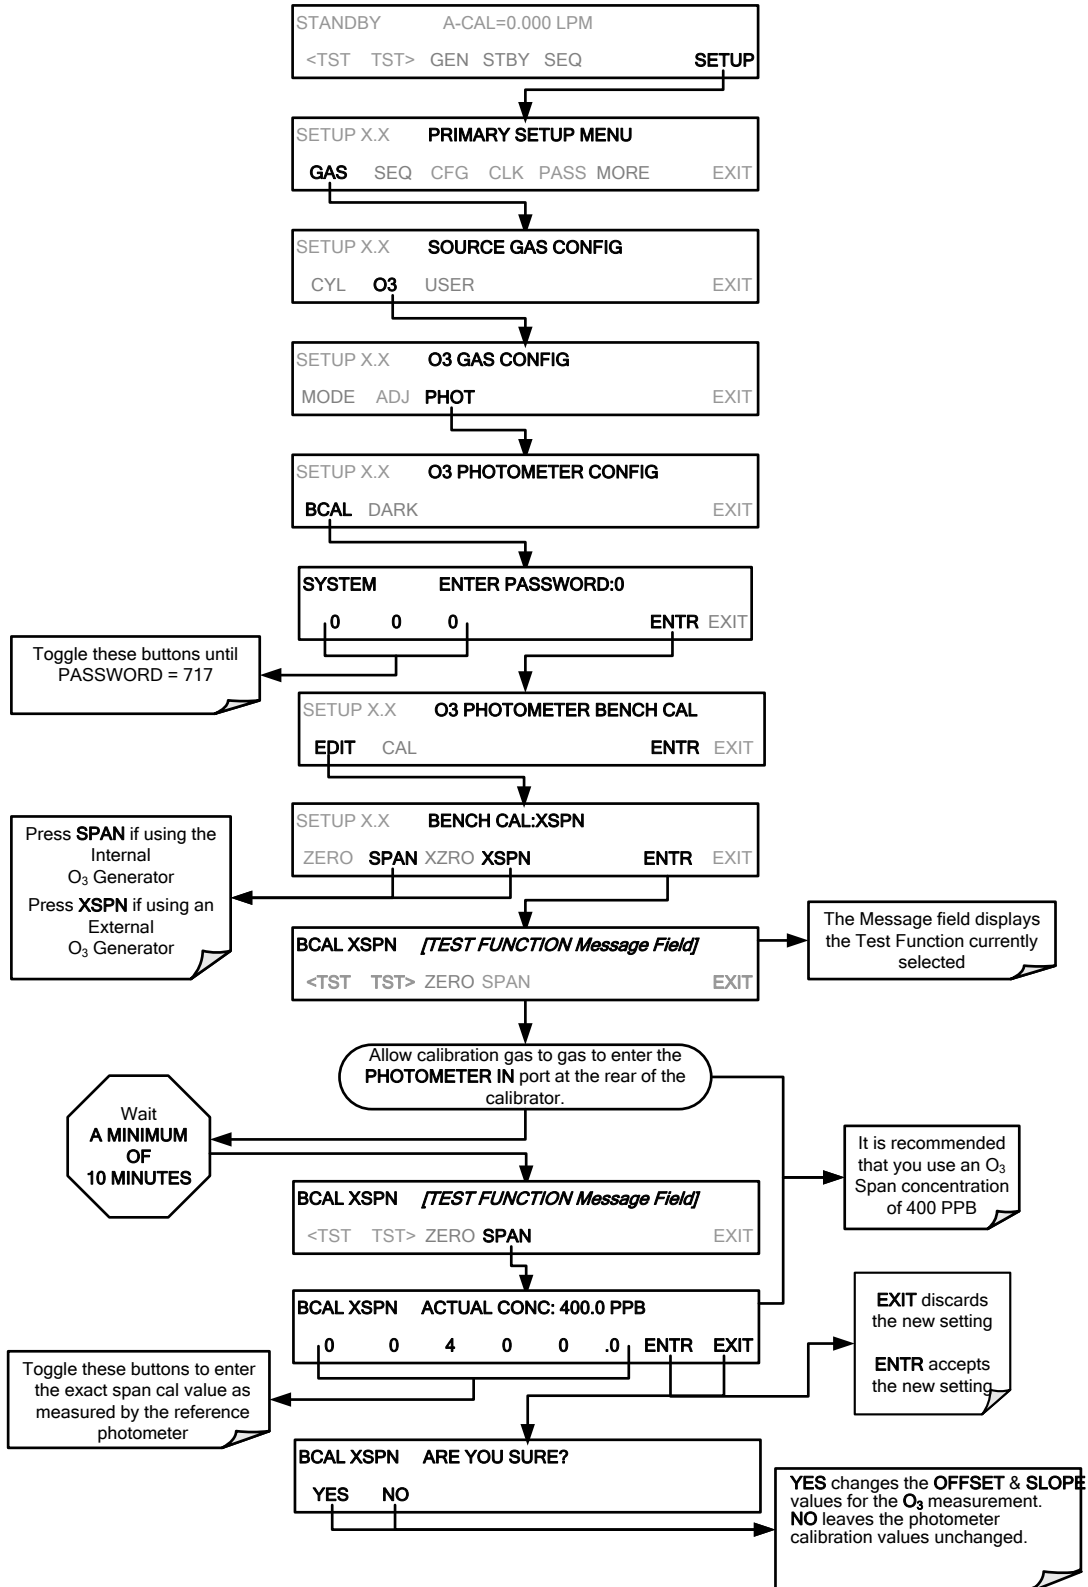 STANDBY A-CAL=0.000 LPM
<TST TST> GEN STBY SEQ SETUP
SETUP X.X PRIMARY SETUP MENU
GAS SEQ CFG CLK PASS MORE EXIT
SETUP X.X SOURCE GAS CONFIG
CYL O3 USER EXIT
SETUP X.X O3 GAS CONFIG
MODE ADJ PHOT EXIT
SETUP X.X O3 PHOTOMETER CONFIG
BCAL DARK EXIT
SYSTEM ENTER PASSWORD:0
0 0 0 ENTR EXIT
Toggle these buttons until
PASSWORD = 717
SETUP X.X O3 PHOTOMETER BENCH CAL
EDIT CAL ENTR EXIT
SETUP X.X BENCH CAL:XSPN
ZERO SPAN XZRO XSPN ENTR EXIT
Press SPAN if using the
Internal
O3 Generator
Press XSPN if using an
External
O3 Generator
BCAL XSPN [TEST FUNCTION Message Field]
<TST TST> ZERO SPAN EXIT
The Message field displays
the Test Function currently
selected
Allow calibration gas to gas to enter the
PHOTOMETER IN port at the rear of the
calibrator.
Wait
A MINIMUM
OF
10 MINUTES
It is recommended
that you use an O3
Span concentration
of 400 PPB
BCAL XSPN [TEST FUNCTION Message Field]
<TST TST> ZERO SPAN EXIT
BCAL XSPN ACTUAL CONC: 400.0 PPB
0 0 4 0 0 .0 ENTR EXIT
EXIT discards
the new setting
ENTR accepts
the new setting
Toggle these buttons to enter
the exact span cal value as
measured by the reference
photometer
BCAL XSPN ARE YOU SURE?
YES NO
YES changes the OFFSET & SLOPE
values for the O3 measurement.
NO leaves the photometer
calibration values unchanged.